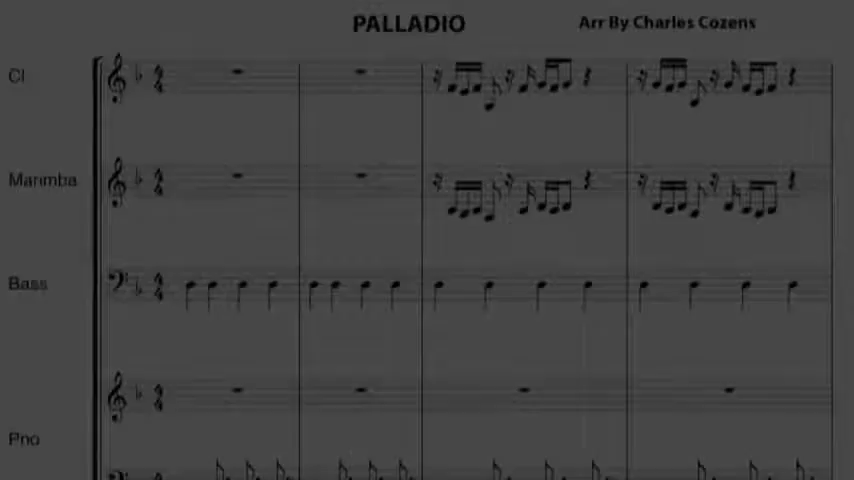 PALLADIO
Arr By Charles Cozens
Cl
Marimba
Bass
Pno